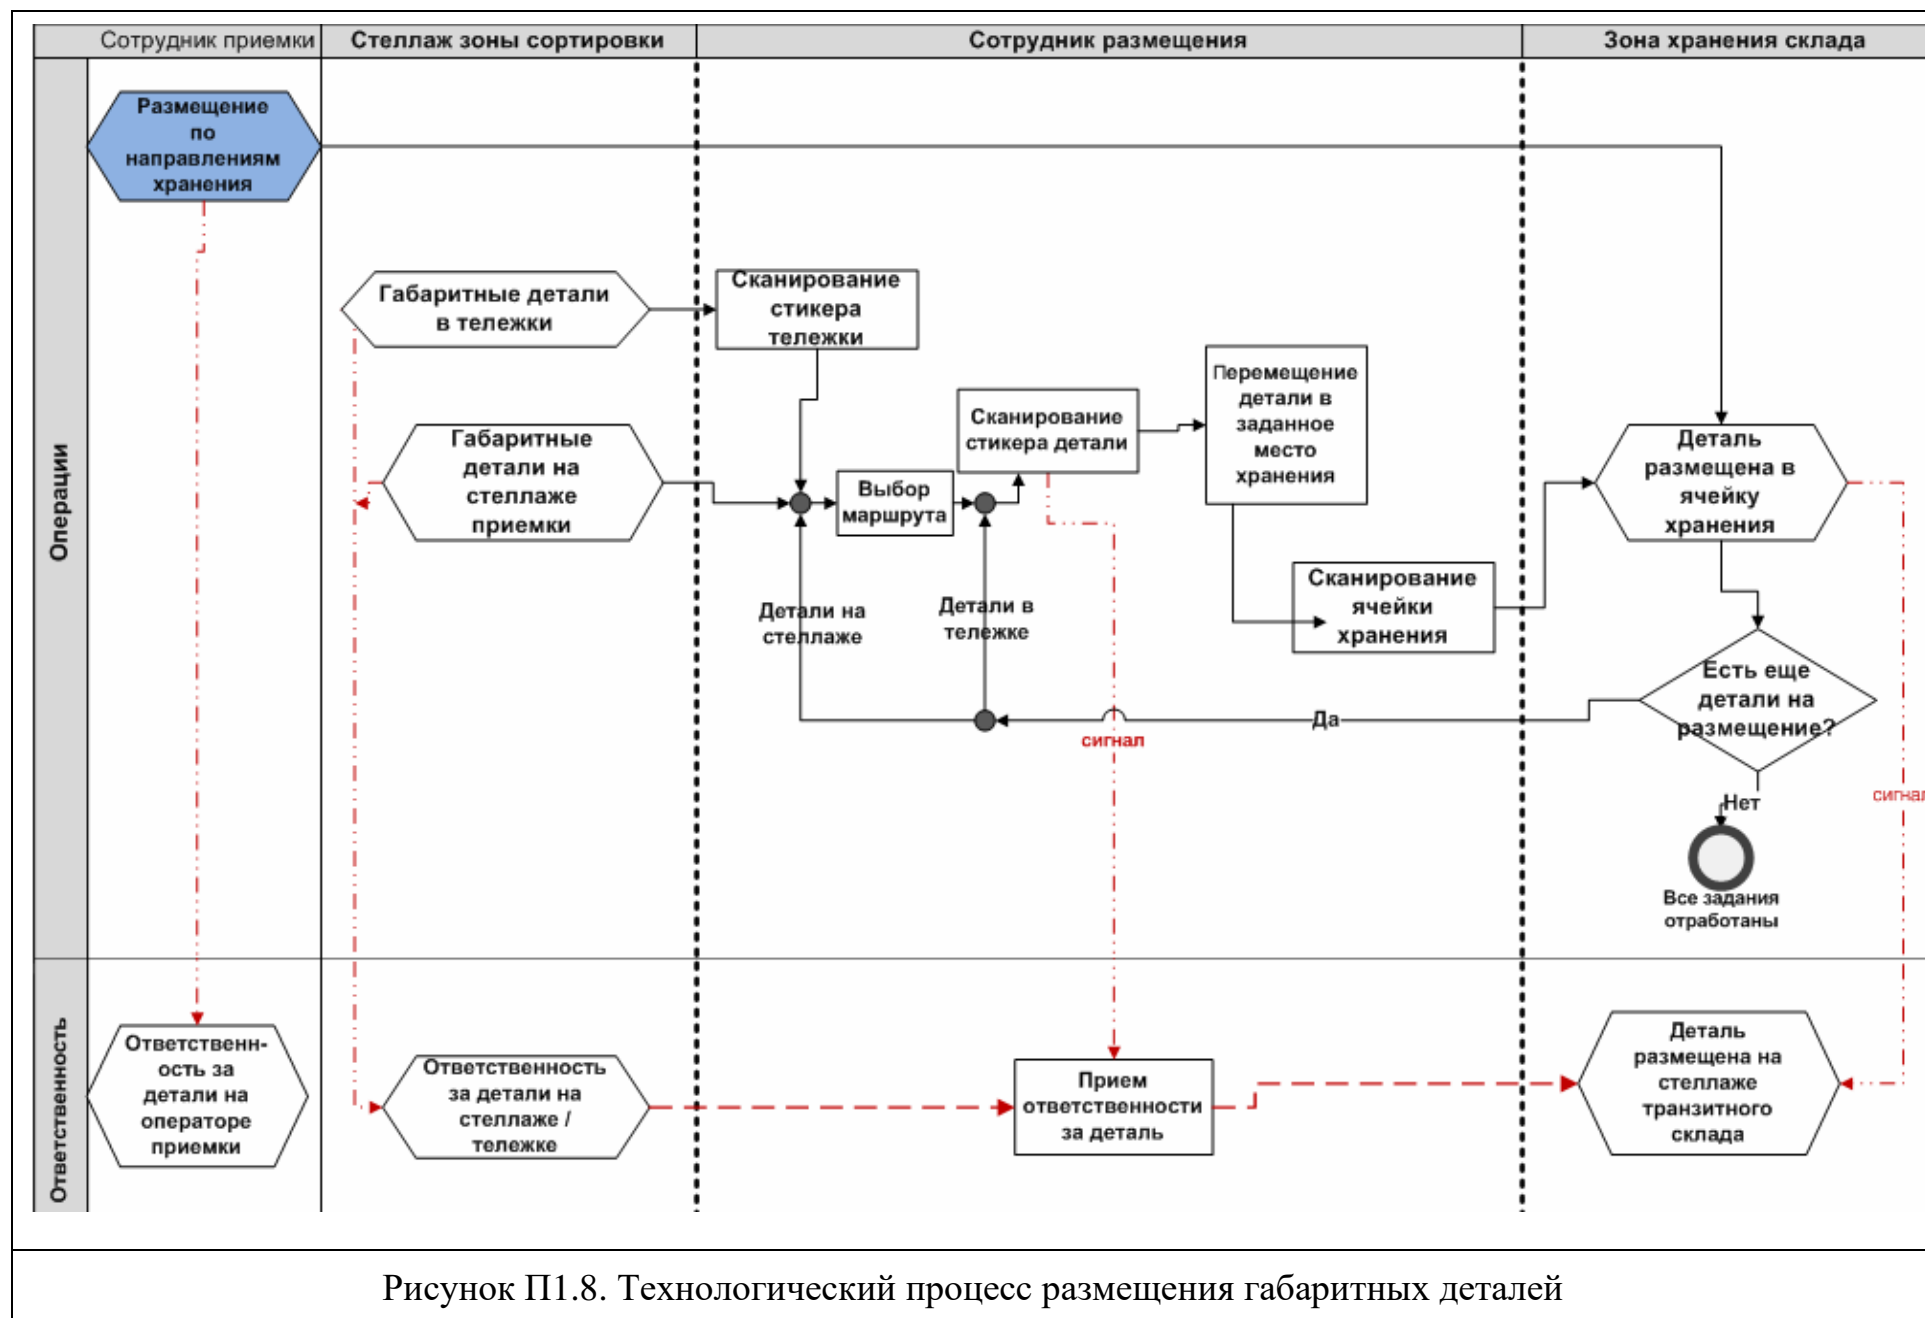 Сотрудник приемки
Стеллаж зоны сортировки
Сотрудник размещения
Зона хранения склада
Операции
Размещение
по
направлениям
хранения
Габаритные детали
в тележки
Сканирование
стикера
тележки
Габаритные
детали на
стеллаже
приемки
Выбор
маршрута
Сканирование
стикера детали
Перемещение
детали в
заданное
место
хранения
Сканирование
ячейки
хранения
Деталь
размещена в
ячейку
хранения
Детали на
стеллаже
Детали в
тележке
Есть еще
детали на
размещение?
Да
сигнал
Нет
сигнал
Все задания
отработаны
Ответственность
Ответственн-
ость за
детали на
операторе
приемки
Ответственность
за детали на
стеллаже /
тележке
Прием
ответственности
за деталь
Деталь
размещена на
стеллаже
транзитного
склада
Рисунок П1.8. Технологический процесс размещения габаритных деталей